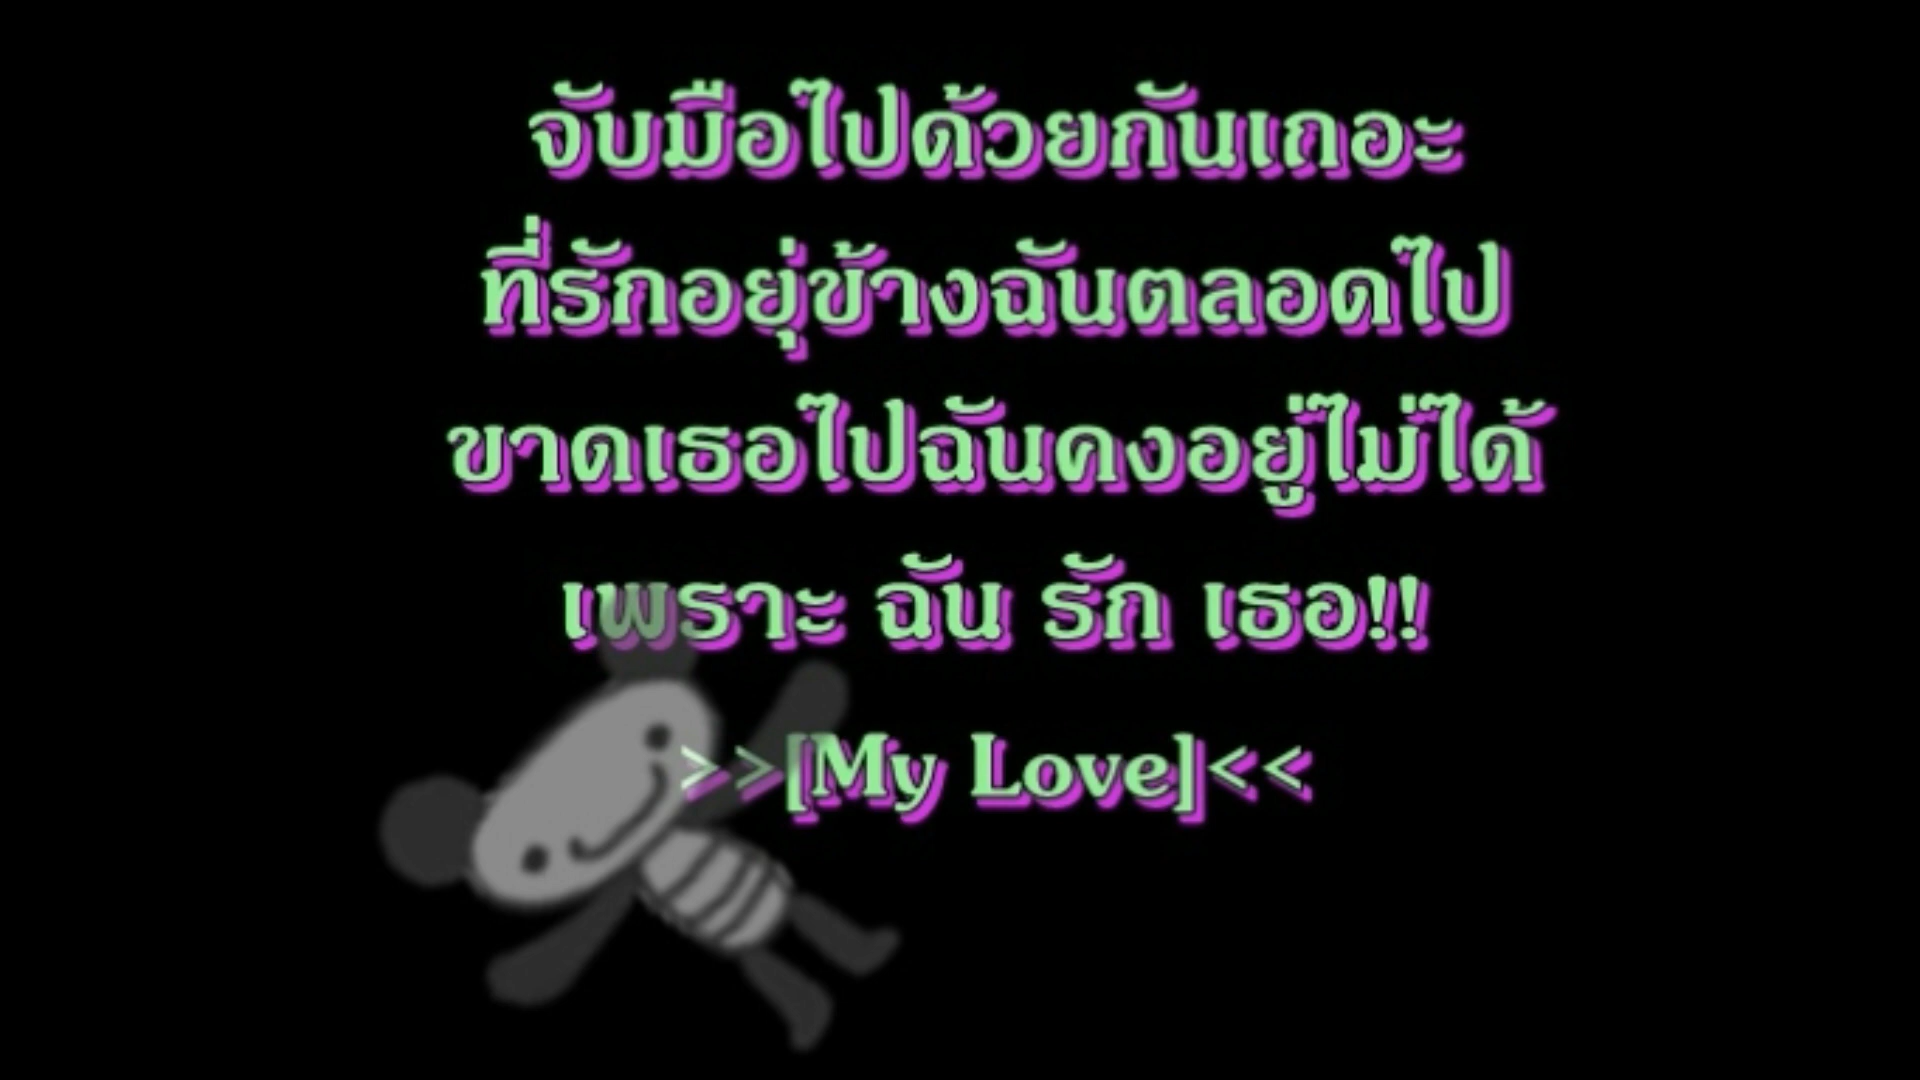 จับมือไปด้วยกันเถอะ
ที่รักอยุ่ข้างฉันตลอดไป
ขาดเธอไปฉันคงอยู่ไม่ได้
เพราะ ฉัน รัก เธอ!!
>>[My Love]<<